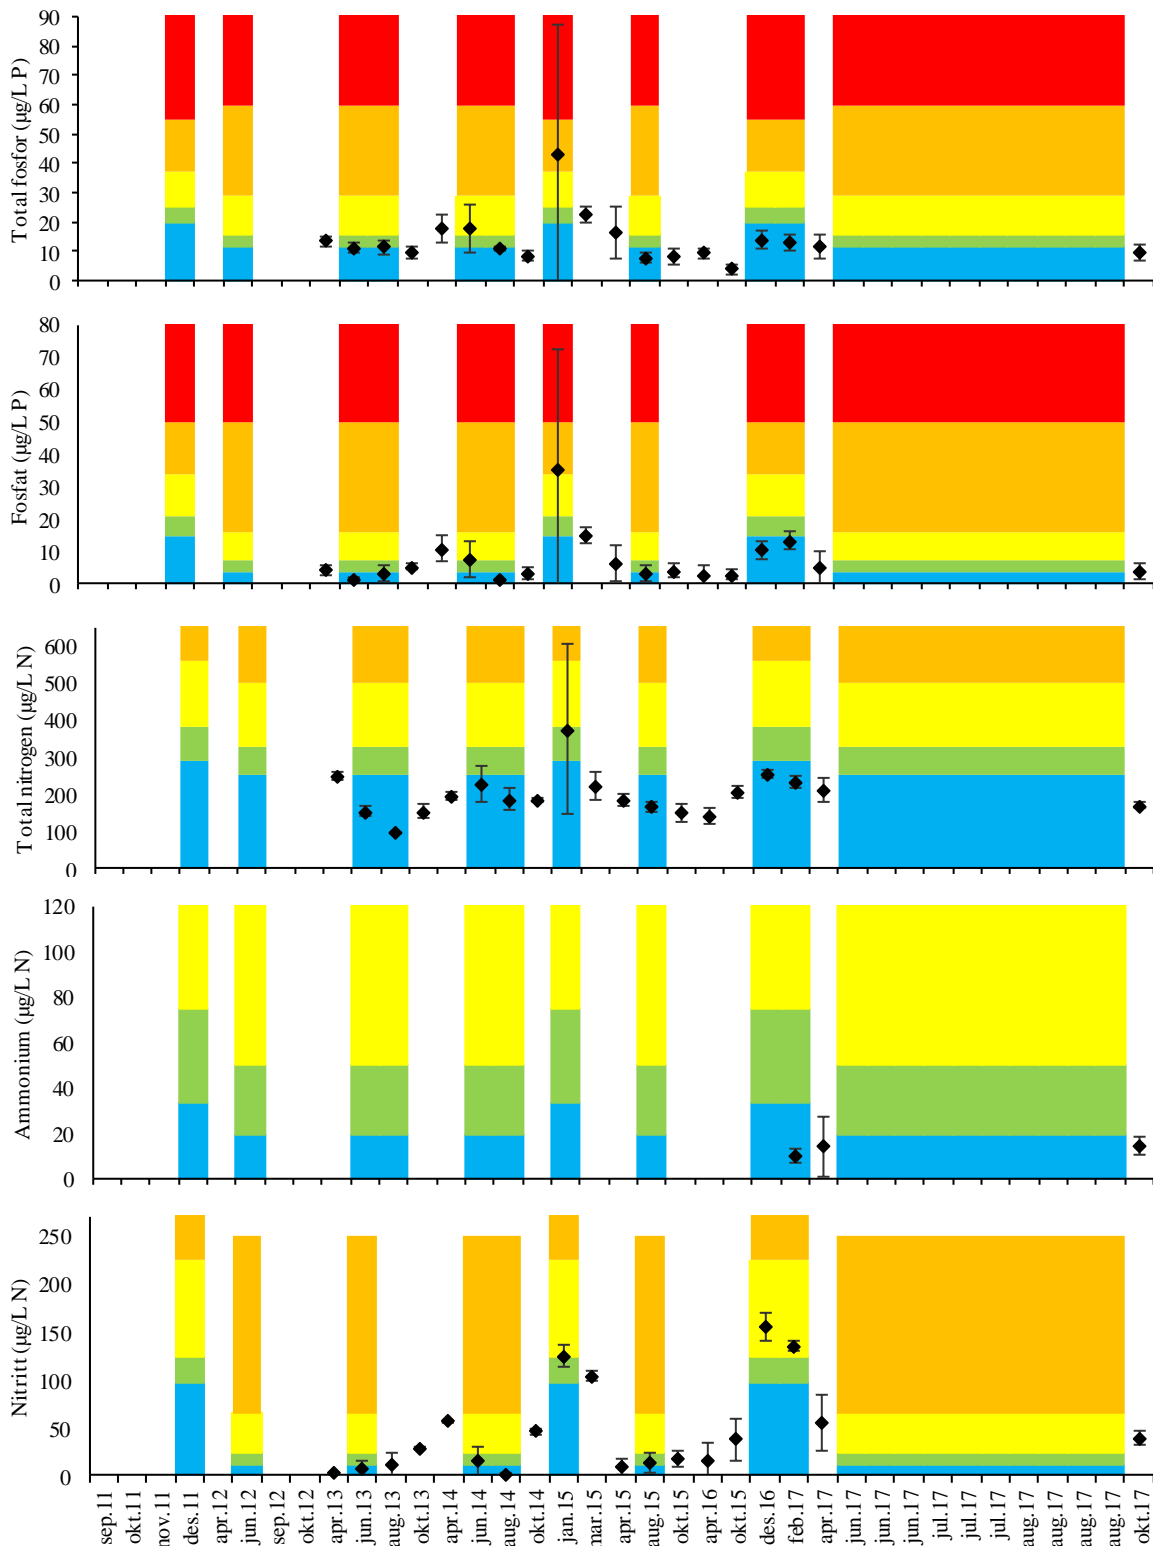 Total fosfor (µg/L P)
90
80
70
60
50
40
30
20
10
0
Fosfat (µg/L P)
80
70
60
50
40
30
20
10
0
Total nitrogen (µg/L N)
600
500
400
300
200
100
0
Ammonium (µg/L N)
120
100
80
60
40
20
0
Nitritt (µg/L N)
250
200
150
100
50
0
sep.11
okt.11
nov.11
des.11
apr.12
jun.12
sep.12
okt.12
apr.13
jun.13
aug.13
okt.13
apr.14
jun.14
aug.14
okt.14
jan.15
mar.15
apr.15
aug.15
okt.15
apr.16
okt.15
des.16
feb.17
apr.17
jun.17
jun.17
jun.17
jul.17
jul.17
jul.17
aug.17
aug.17
aug.17
aug.17
okt.17